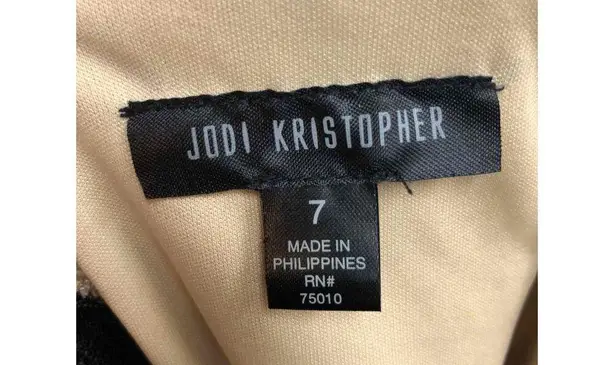 JODI KRISTOPHER
7
MADE IN
PHILIPPINES
RN#
75010